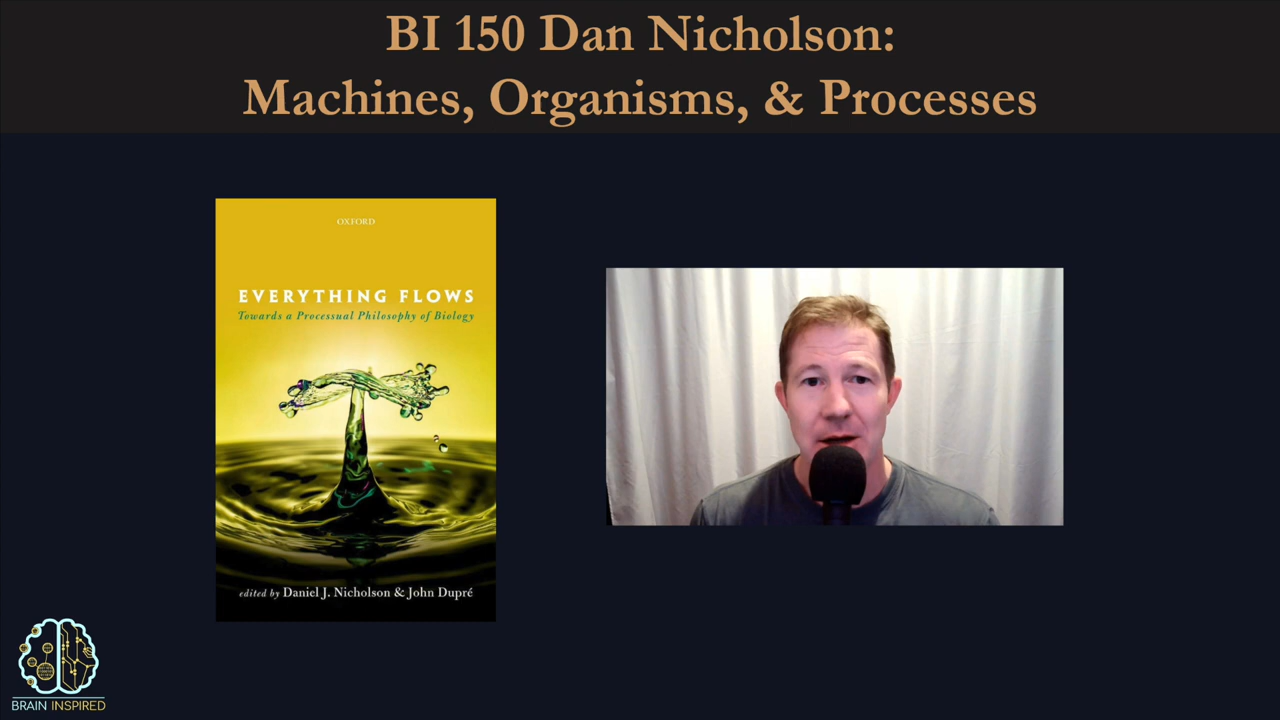 BI 150 Dan Nicholson:
Machines, Organisms, & Processes
OXFORD
EVERYTHING FLOWS
Towards a Processual Philosophy of Biology
edited by Daniel J. Nicholson & John Dupré
BRAIN INSPIRED